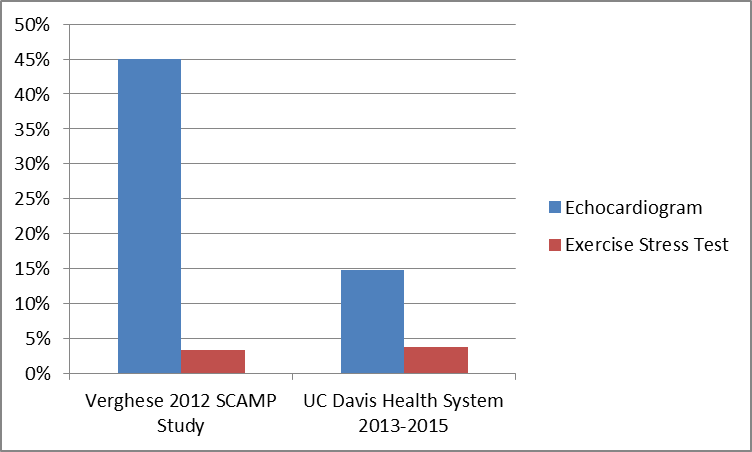 50%
45%
40%
35%
30%
25%
20%
15%
10%
5%
0%
Verghese 2012 SCAMP
Study
UC Davis Health System
2013-2015
Echocardiogram
Exercise Stress Test